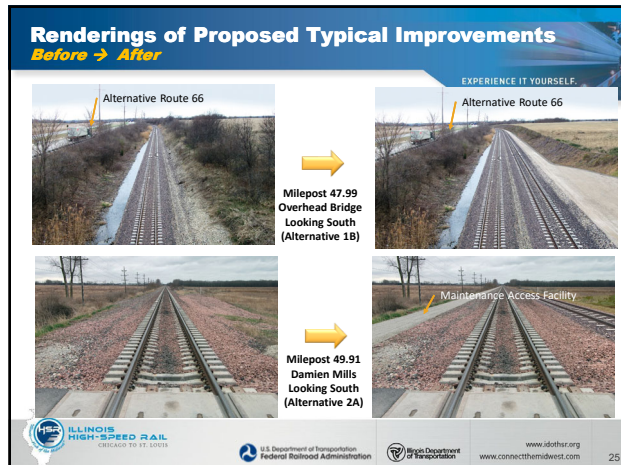 Renderings of Proposed Typical Improvements
Before → After
EXPERIENCE IT YOURSELF.
Alternative Route 66
Alternative Route 66
Milepost 47.99
Overhead Bridge
Looking South
(Alternative 1B)
Maintenance Access Facility
Milepost 49.91
Damien Mills
Looking South
(Alternative 2A)
HSR
ILLINOIS
HIGH-SPEED RAIL
CHICAGO TO ST. LOUIS
U.S. Department of Transportation
Federal Railroad Administration
Illinois Department
of Transportation
www.idothsr.org
www.connectthemidwest.com
25